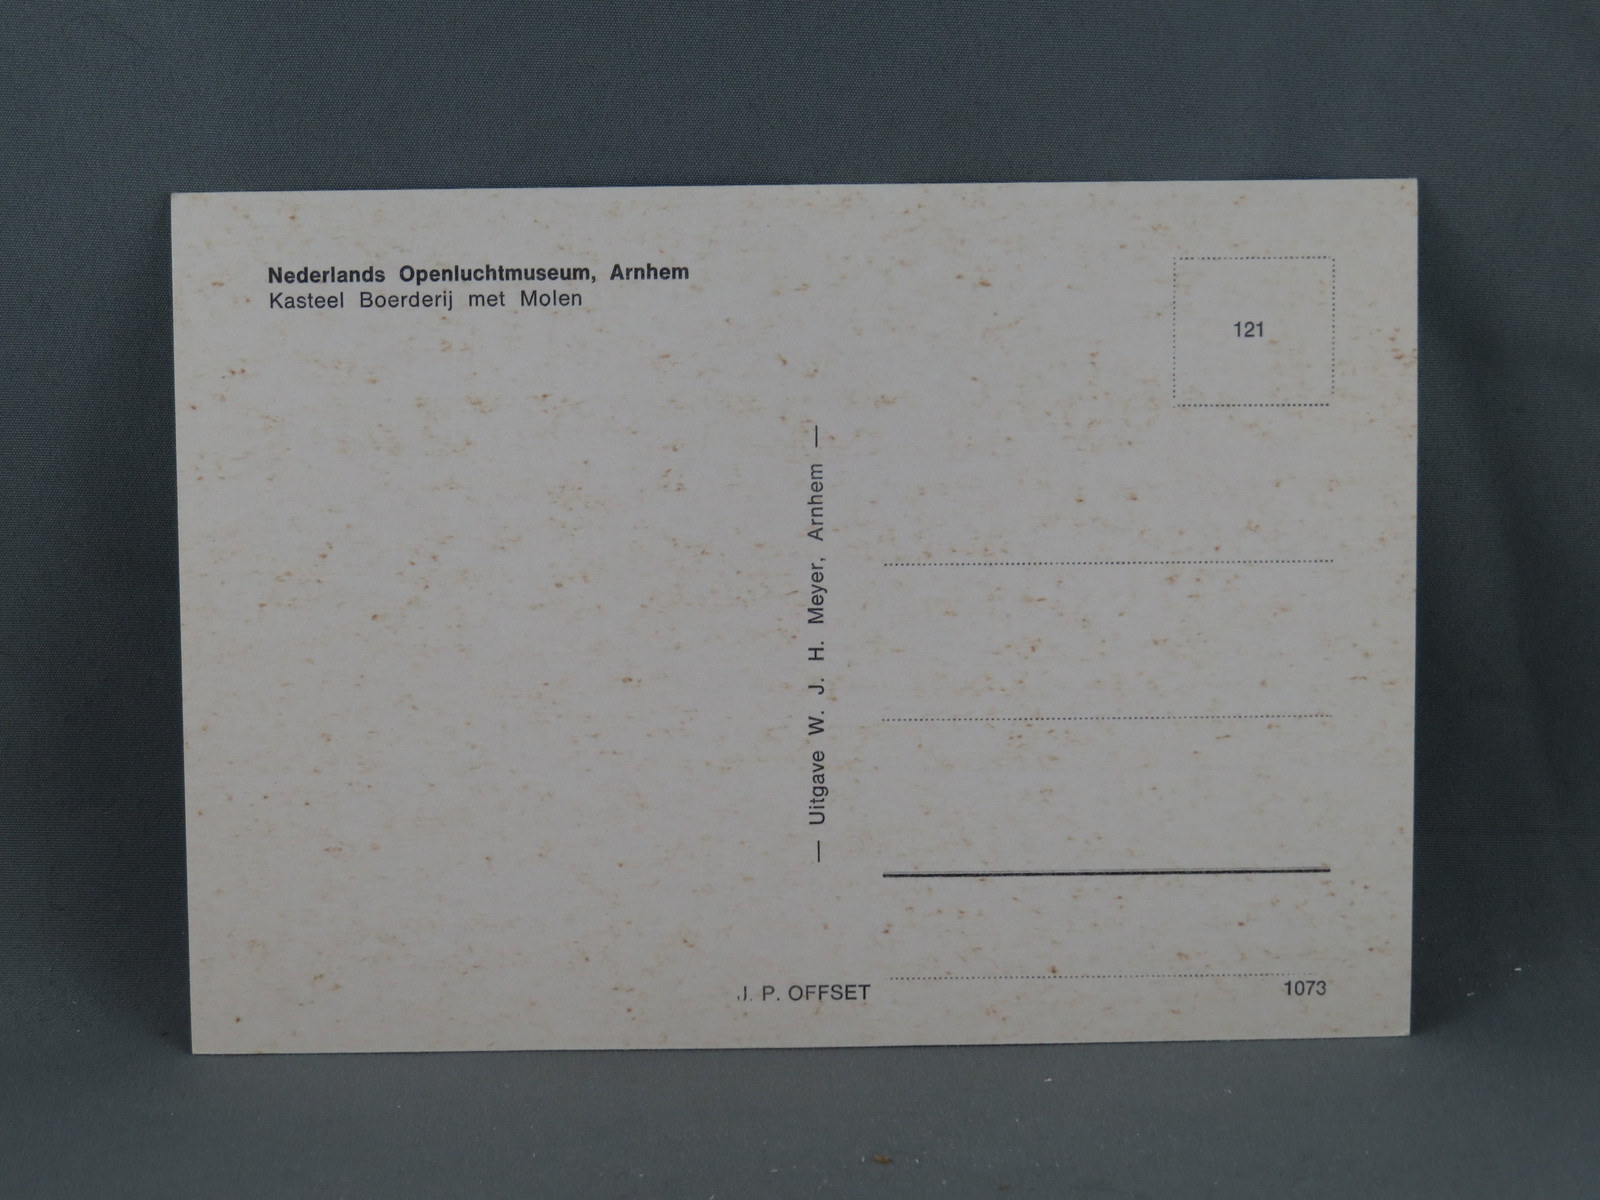 Nederlands Openluchtmuseum, Arnhem
Kasteel Boerderij met Molen
121
— Uitgave W. J. H. Meyer, Arnhem —
J. P. OFFSET
1073